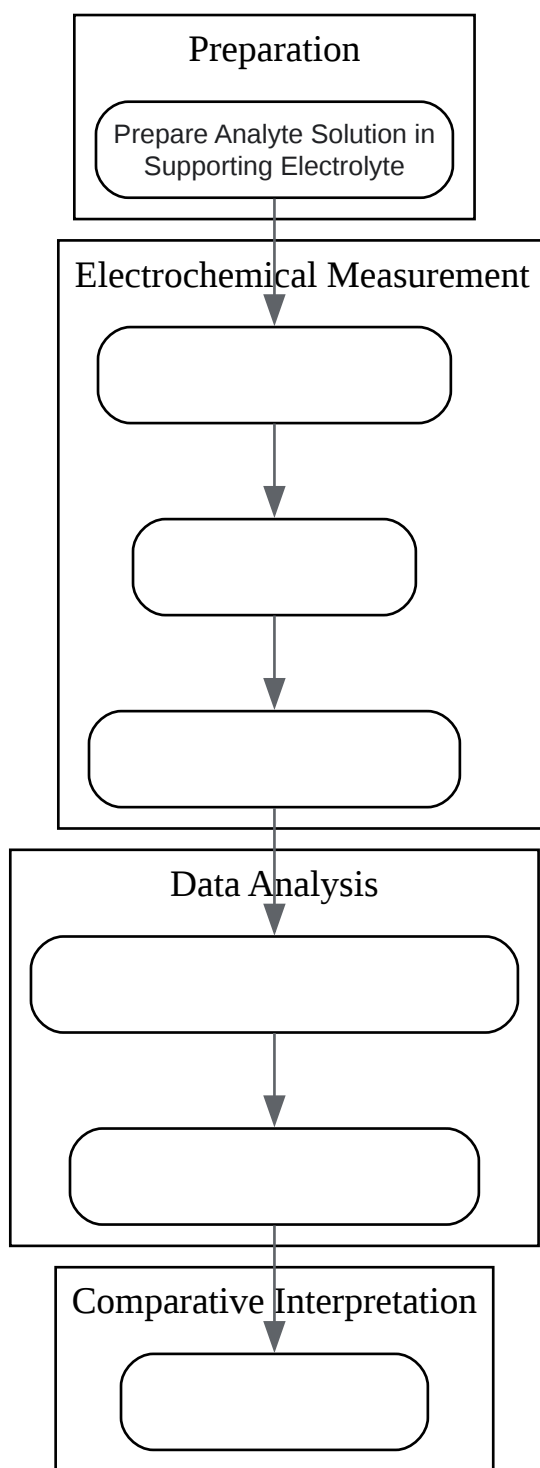 Preparation
Prepare Analyte Solution in
Supporting Electrolyte
Electrochemical Measurement
Data Analysis
Comparative Interpretation